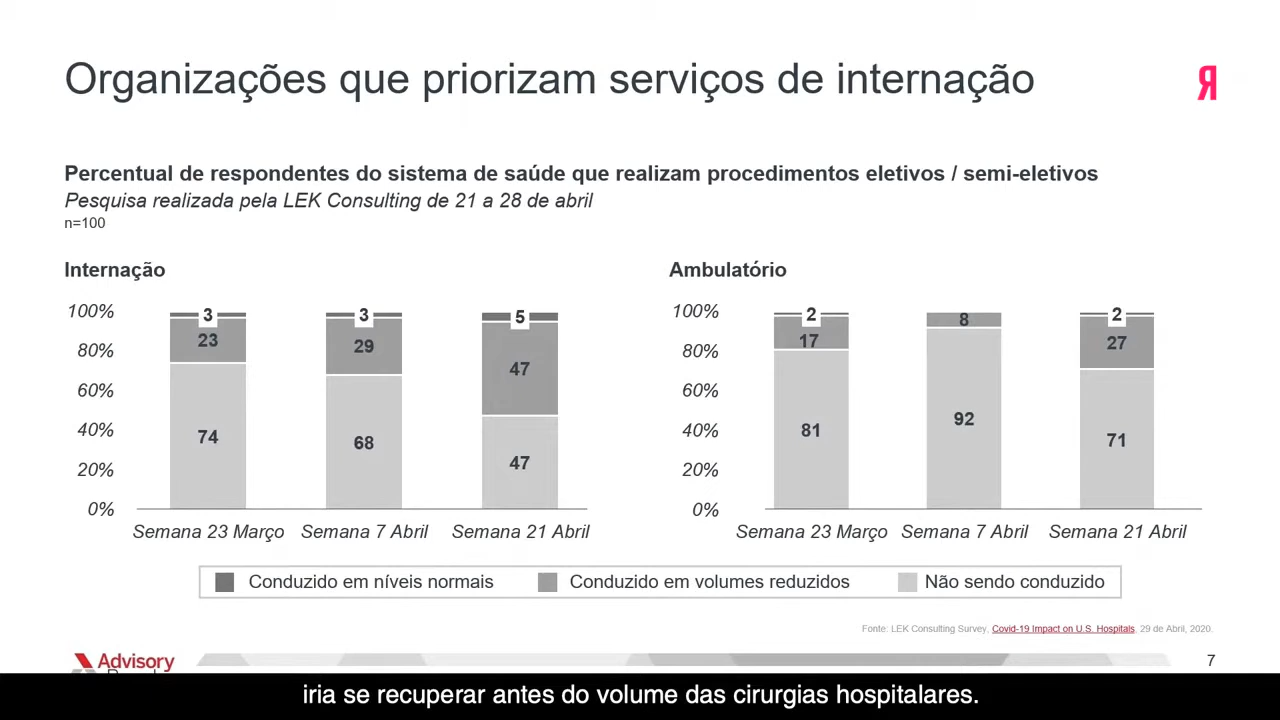 Organizações que priorizam serviços de internação
Я
Percentual de respondentes do sistema de saúde que realizam procedimentos eletivos / semi-eletivos
Pesquisa realizada pela LEK Consulting de 21 a 28 de abril
n=100
Internação
100%
80%
60%
40%
20%
0%
3
23
74
3
29
68
5
47
47
Semana 23 Março Semana 7 Abril Semana 21 Abril
Ambulatório
100%
80%
60%
40%
20%
0%
2
17
81
8
92
2
27
71
Semana 23 Março Semana 7 Abril Semana 21 Abril
Conduzido em níveis normais Conduzido em volumes reduzidos Não sendo conduzido
Fonte: LEK Consulting Survey, Covid-19 Impact on U.S. Hospitals, 29 de Abril, 2020.
Advisory
7
iria se recuperar antes do volume das cirurgias hospitalares.